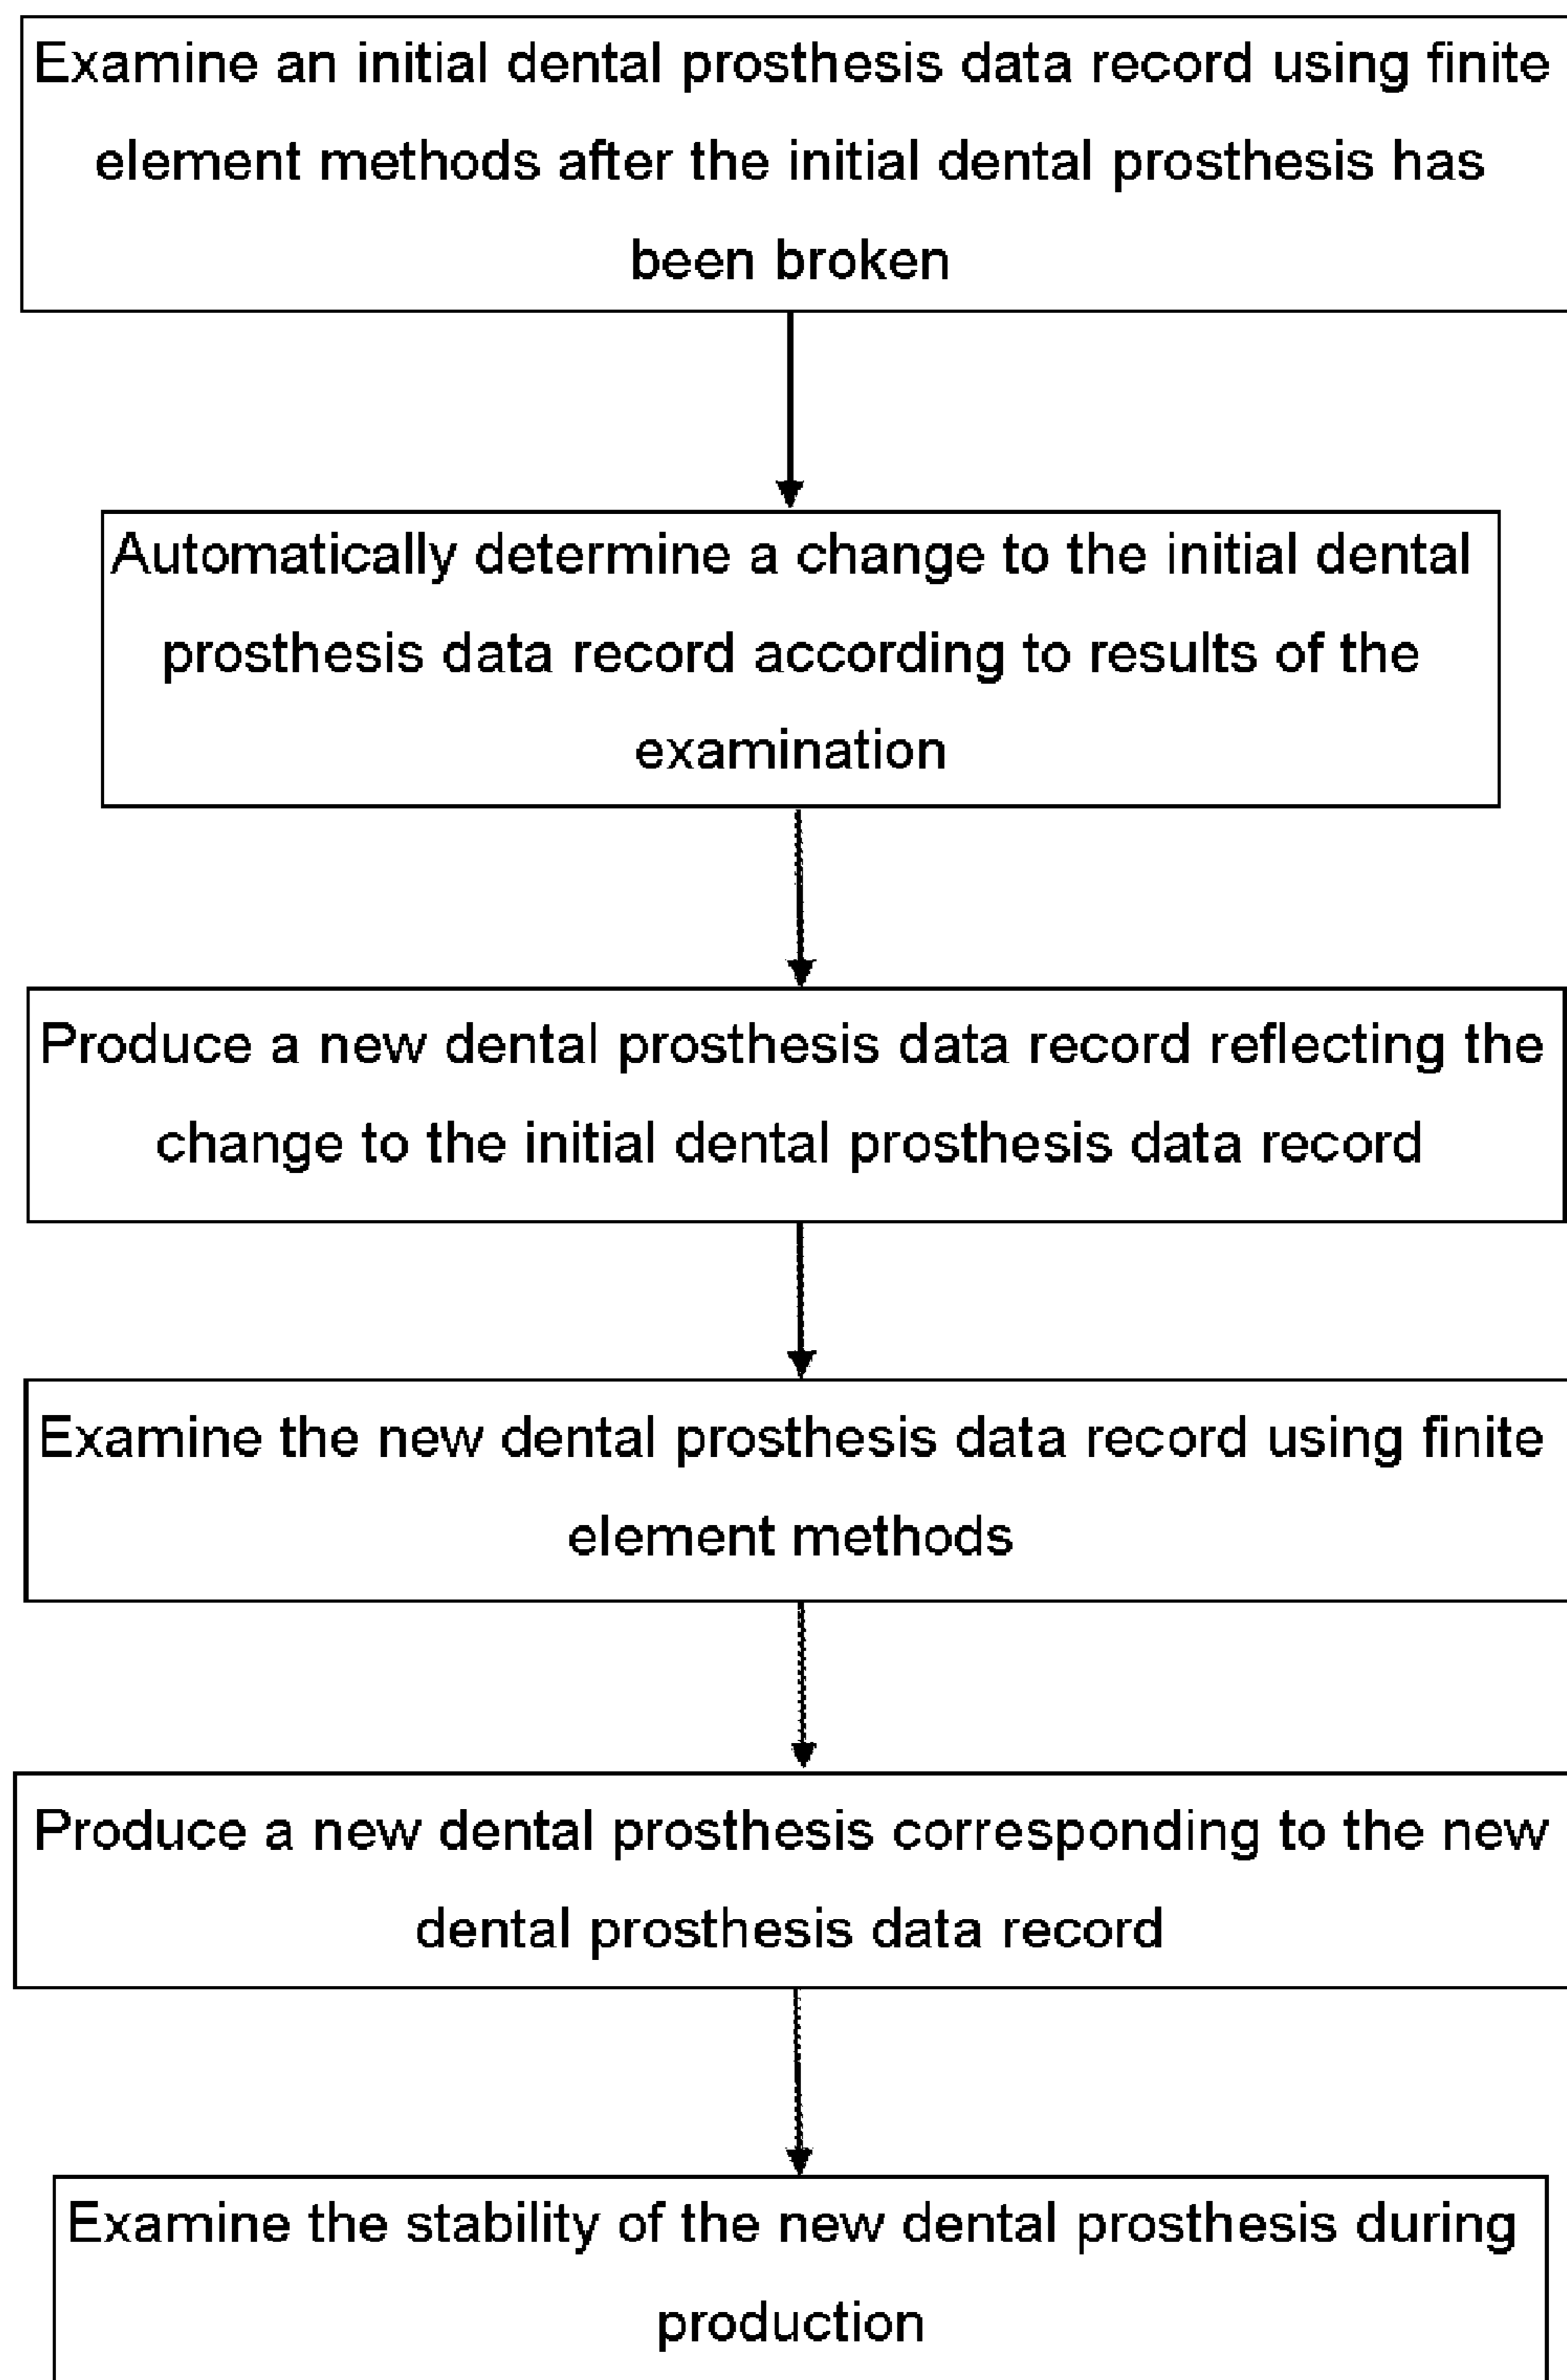 Examine an initial dental prosthesis data record using finite
element methods after the initial dental prosthesis has
been broken
Automatically determine a change to the initial dental
prosthesis data record according to results of the
examination
Produce a new dental prosthesis data record reflecting the
change to the initial dental prosthesis data record
Examine the new dental prosthesis data record using finite
element methods
Produce a new dental prosthesis corresponding to the new
dental prosthesis data record
Examine the stability of the new dental prosthesis during
production